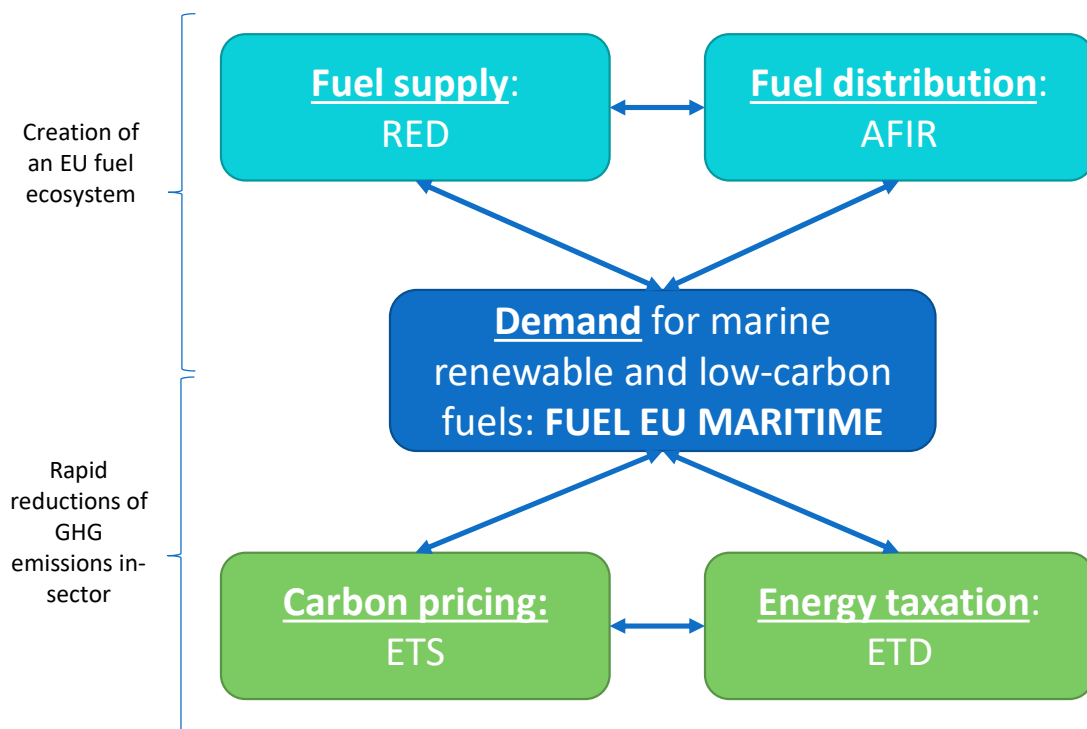 Fuel supply:
RED
Fuel distribution:
AFIR
Creation of
an EU fuel
ecosystem
Demand for marine
renewable and low-carbon
fuels: FUEL EU MARITIME
Rapid
reductions of
GHG
emissions in-
sector
Carbon pricing:
ETS
Energy taxation:
ETD